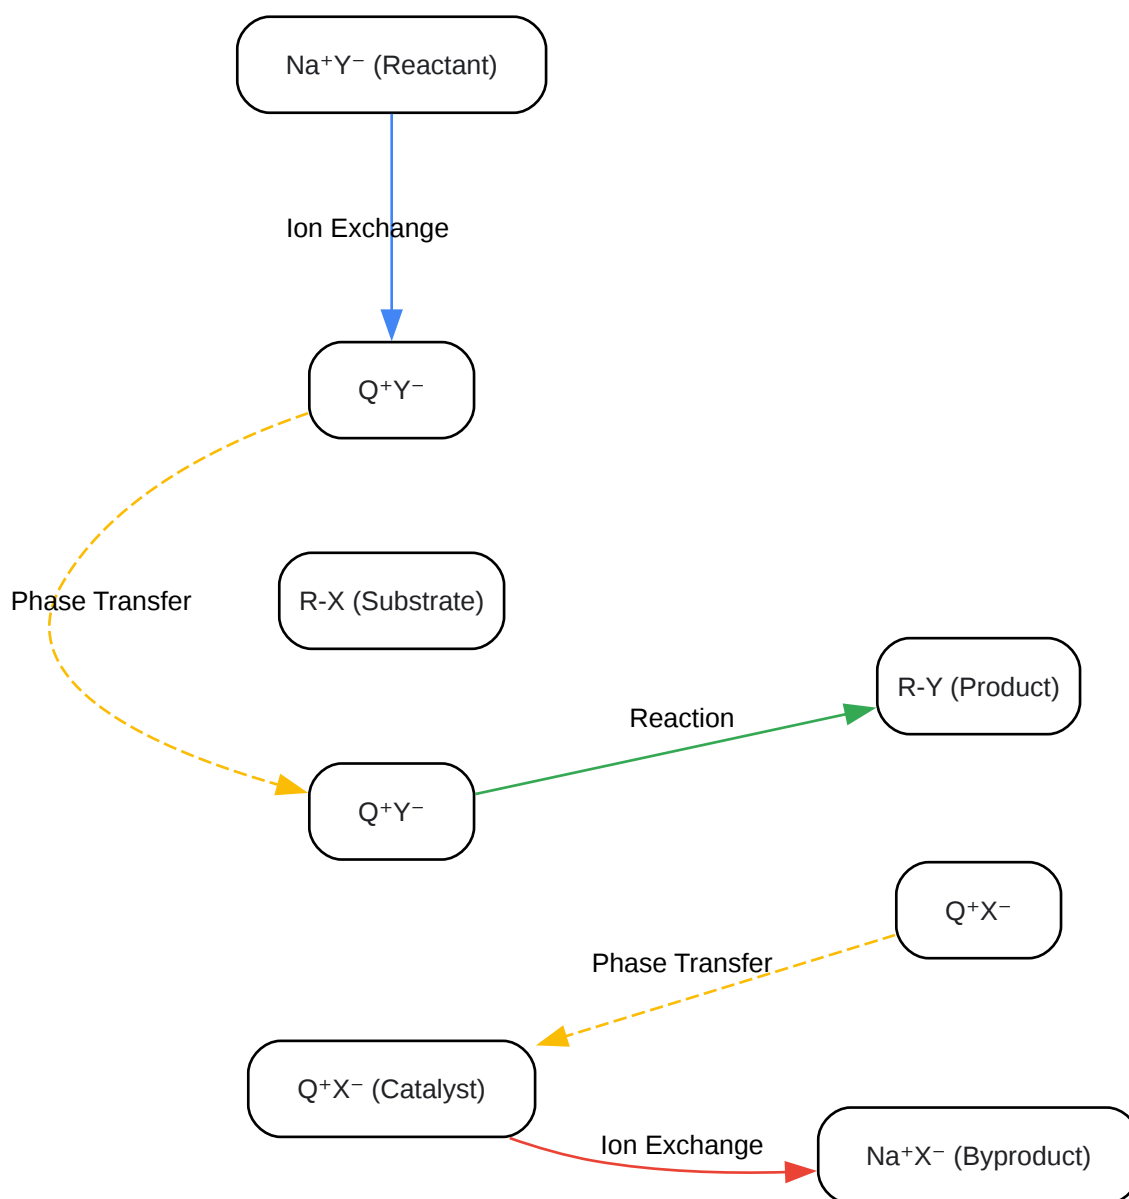 Na⁺Y⁻ (Reactant)
Ion Exchange
Q⁺Y⁻
Phase Transfer
R-X (Substrate)
R-Y (Product)
Reaction
Q⁺Y⁻
Q⁺X⁻
Phase Transfer
Q⁺X⁻ (Catalyst)
Ion Exchange
Na⁺X⁻ (Byproduct)